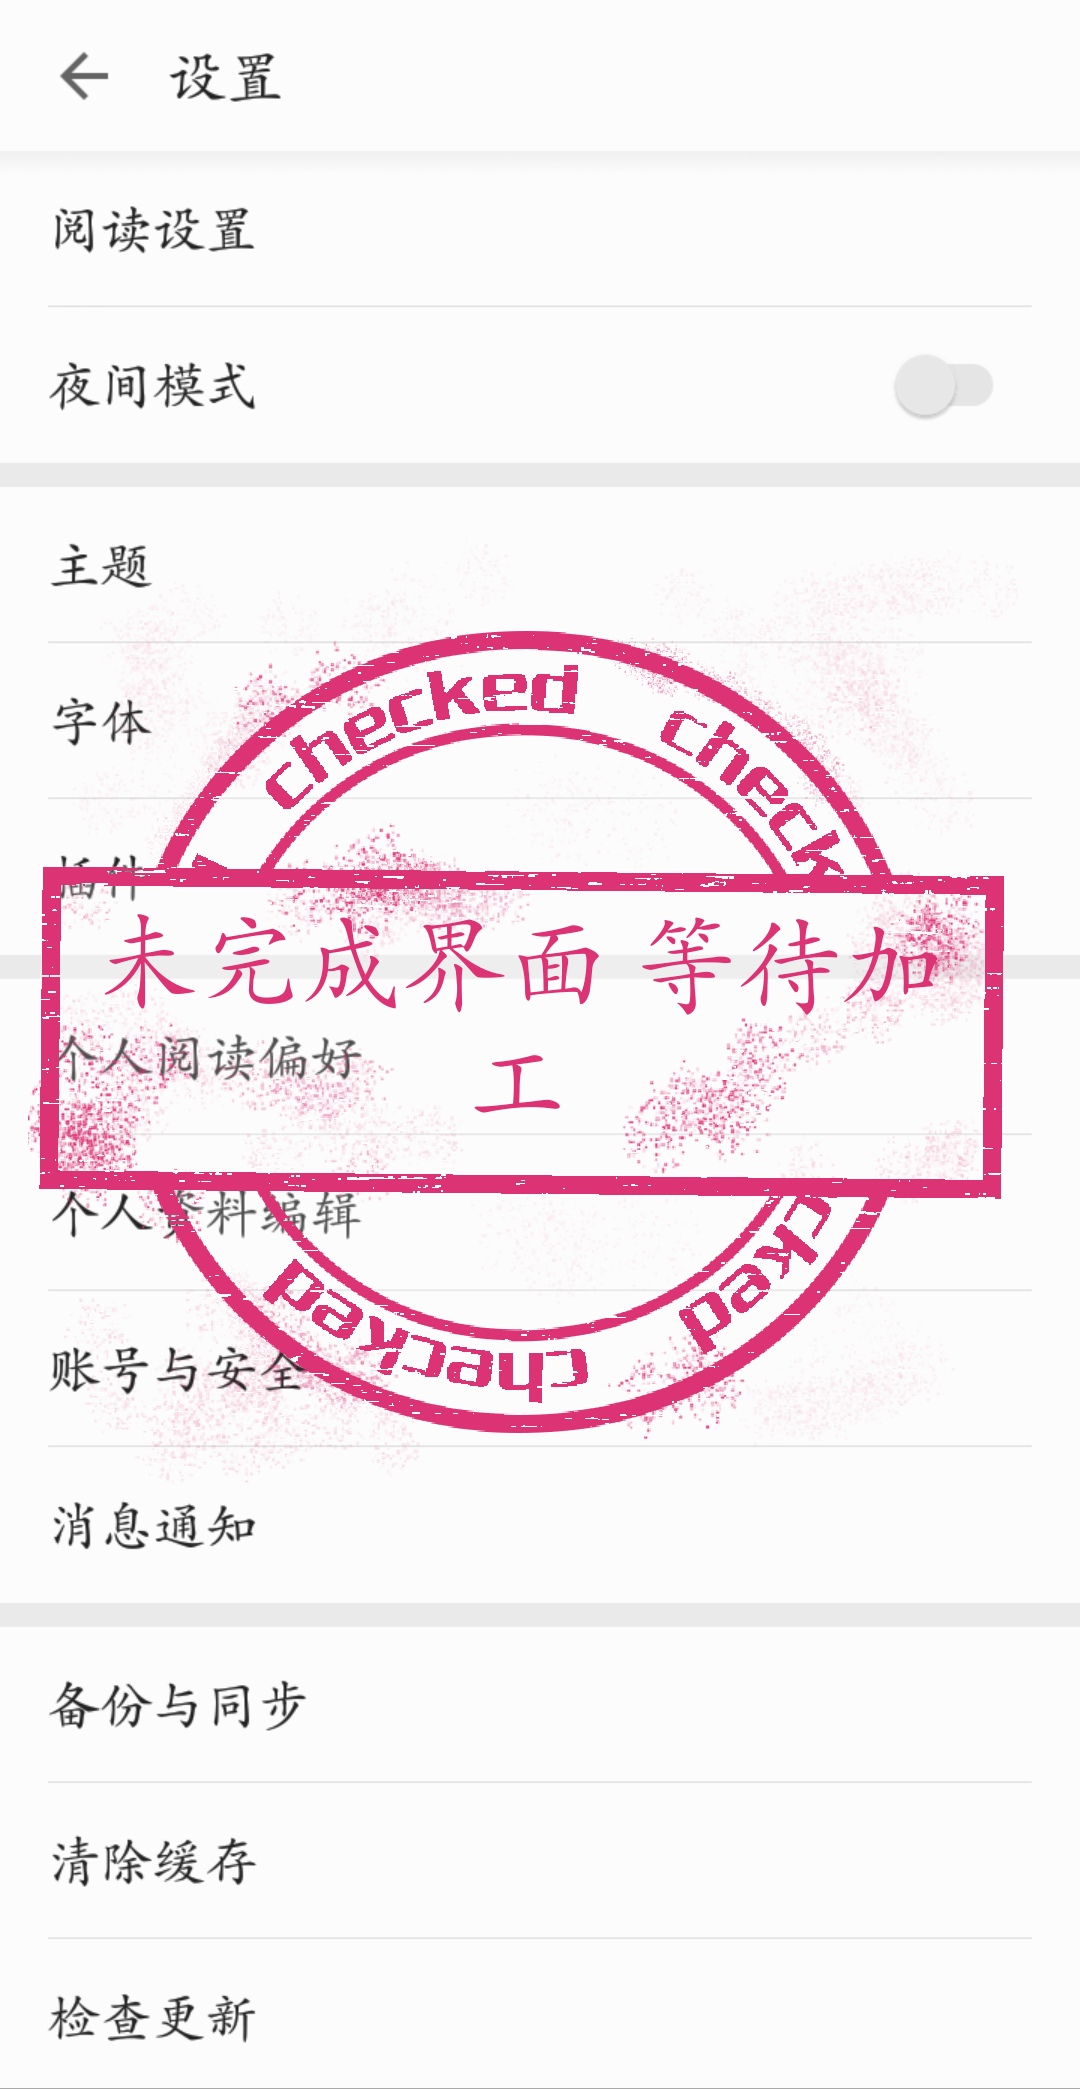 设置
阅读设置
夜间模式
主题
字体
checked check
插件
未完成界面 等待加
工
个人阅读偏好
个人资料编辑
cked
checked
账号与安全
消息通知
备份与同步
清除缓存
检查更新